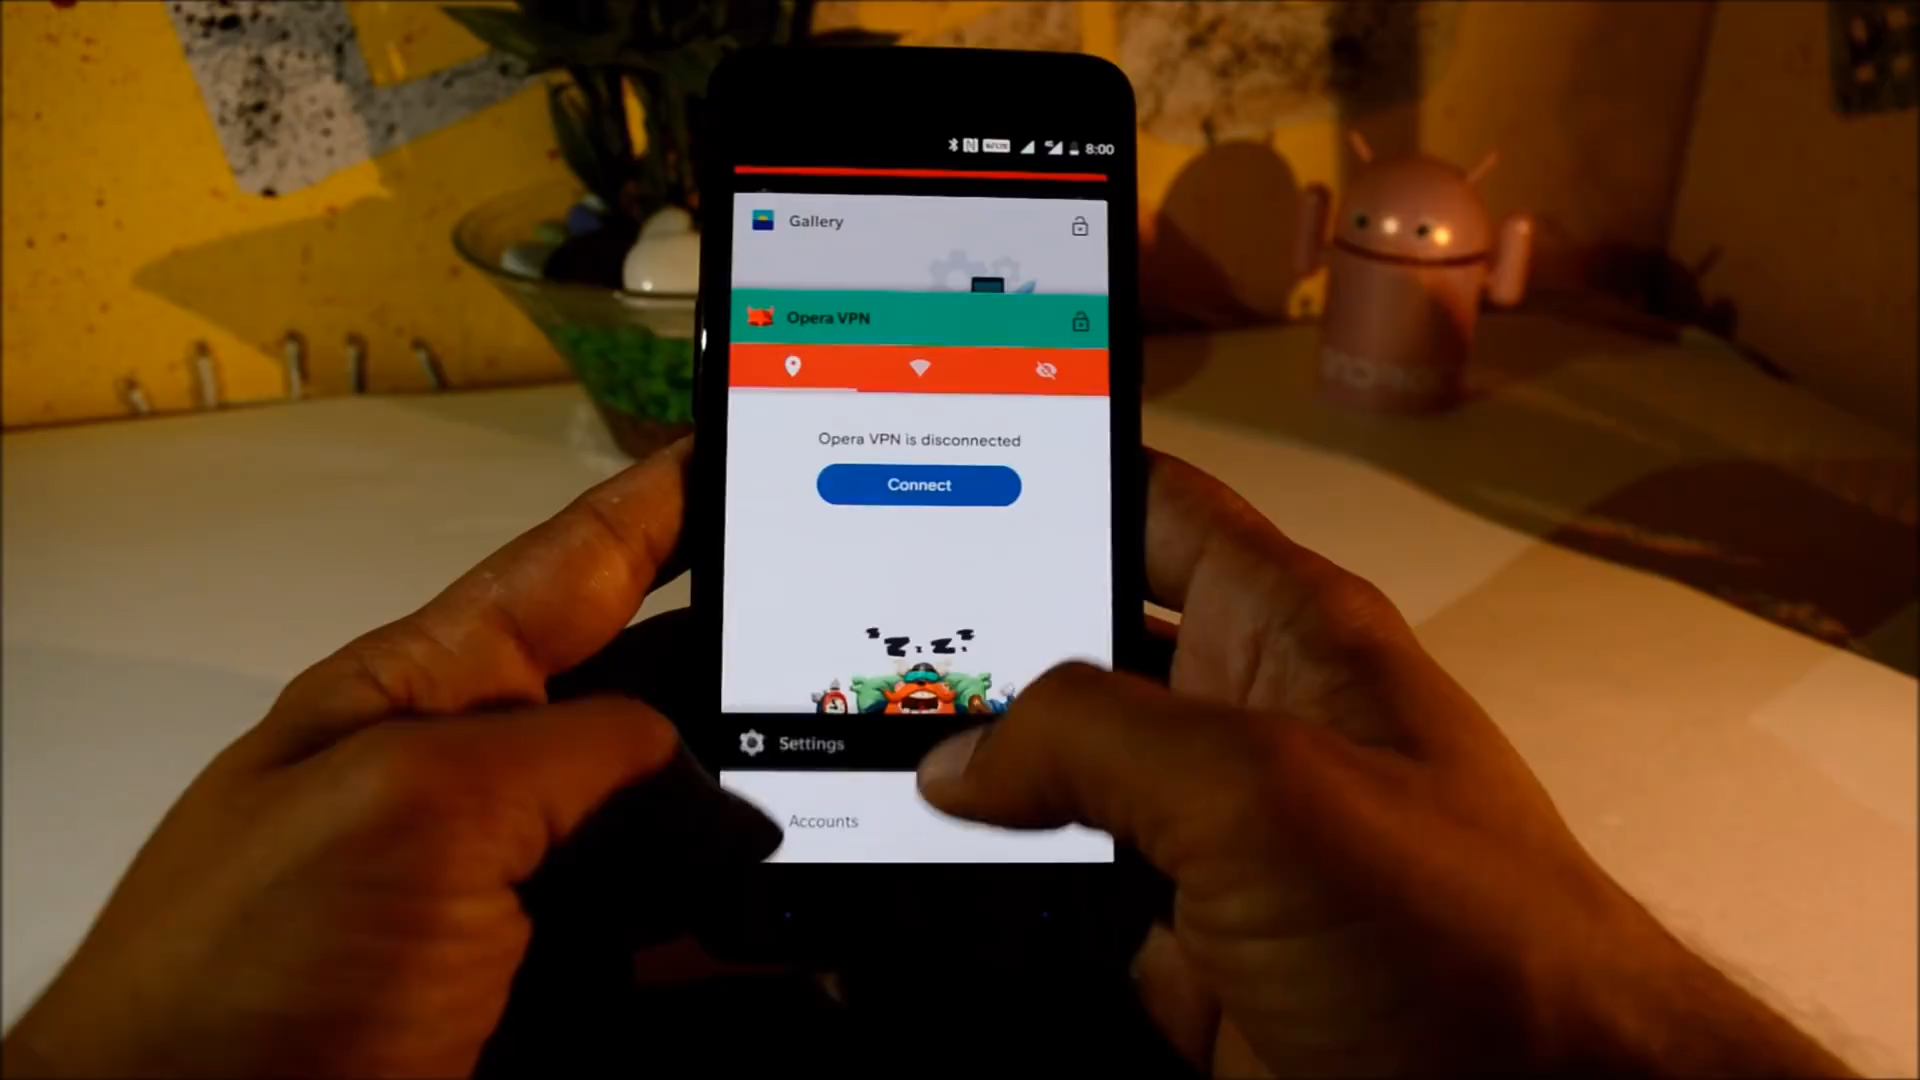 8:00
Gallery
Opera VPN
Opera VPN is disconnected
Connect
z z z z
Settings
Accounts